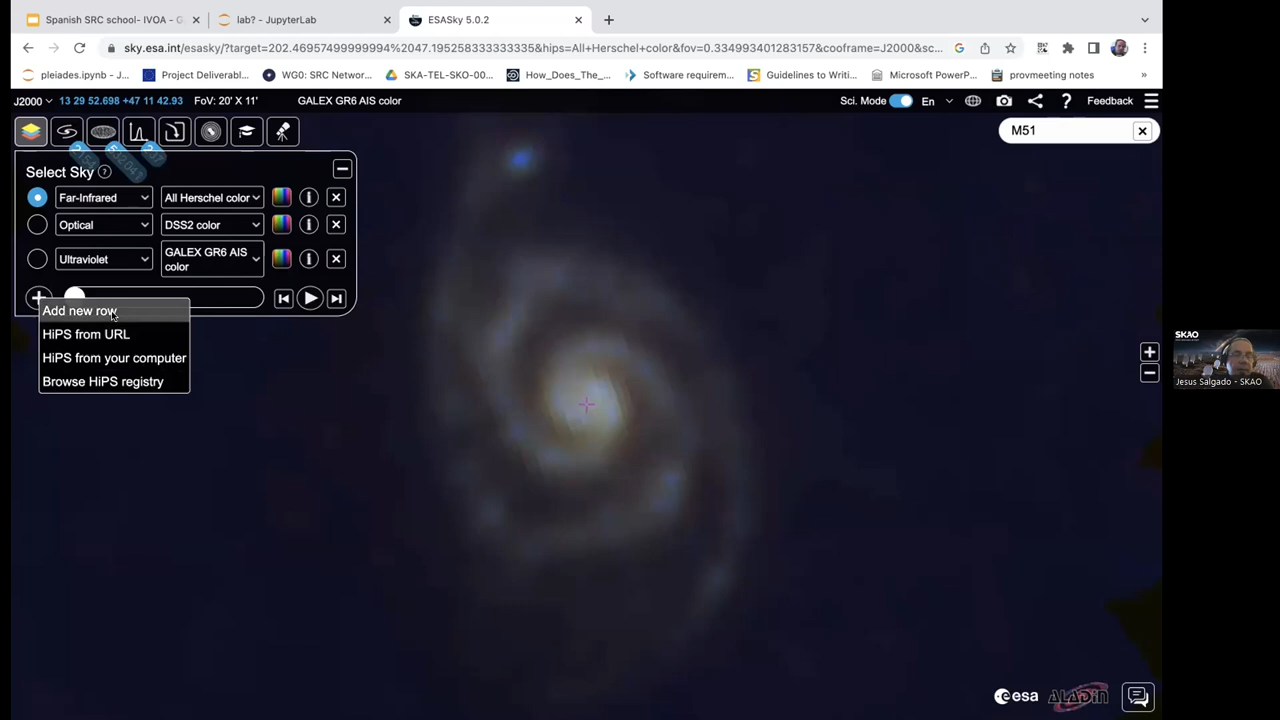 Spanish SRC school- IVOA - G
lab? - JupyterLab
ESASky 5.0.2
sky.esa.int/esasky/?target=202.46957499999994%2047.195258333333335&hips=All+Herschel+color&fov=0.334993401283157&cooframe=J2000&sc...
pleiades.ipynb - J...
Project Deliverabl...
WG0: SRC Network...
SKA-TEL-SKO-00...
How_Does_The_...
Software requirem...
Guidelines to Writi...
Microsoft PowerP...
provmeeting notes
»
J2000
13 29 52.698 +47 11 42.93
FoV: 20' X 11'
GALEX GR6 AIS color
Sci. Mode
En
?
Feedback
M51
Select Sky ?
Far-Infrared
All Herschel color
Optical
DSS2 color
Ultraviolet
GALEX GR6 AIS
color
Add new row
HiPS from URL
HiPS from your computer
Browse HiPS registry
SKAO
Jesus Salgado - SKAO
esa
ALADIN